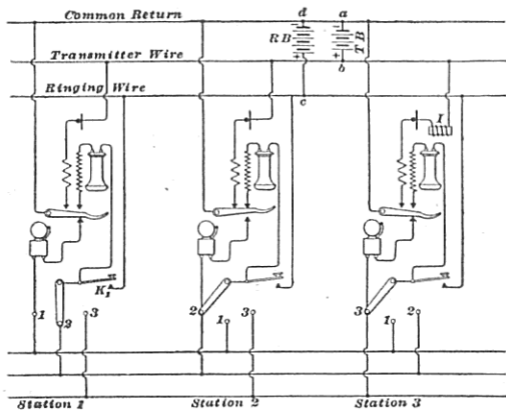 Common Return
d
a
RB
TB
Transmitter Wire
b
Ringing Wire
c
I
K1
1
2
3
2
1
3
3
1
2
Station 1
Station 2
Station 3